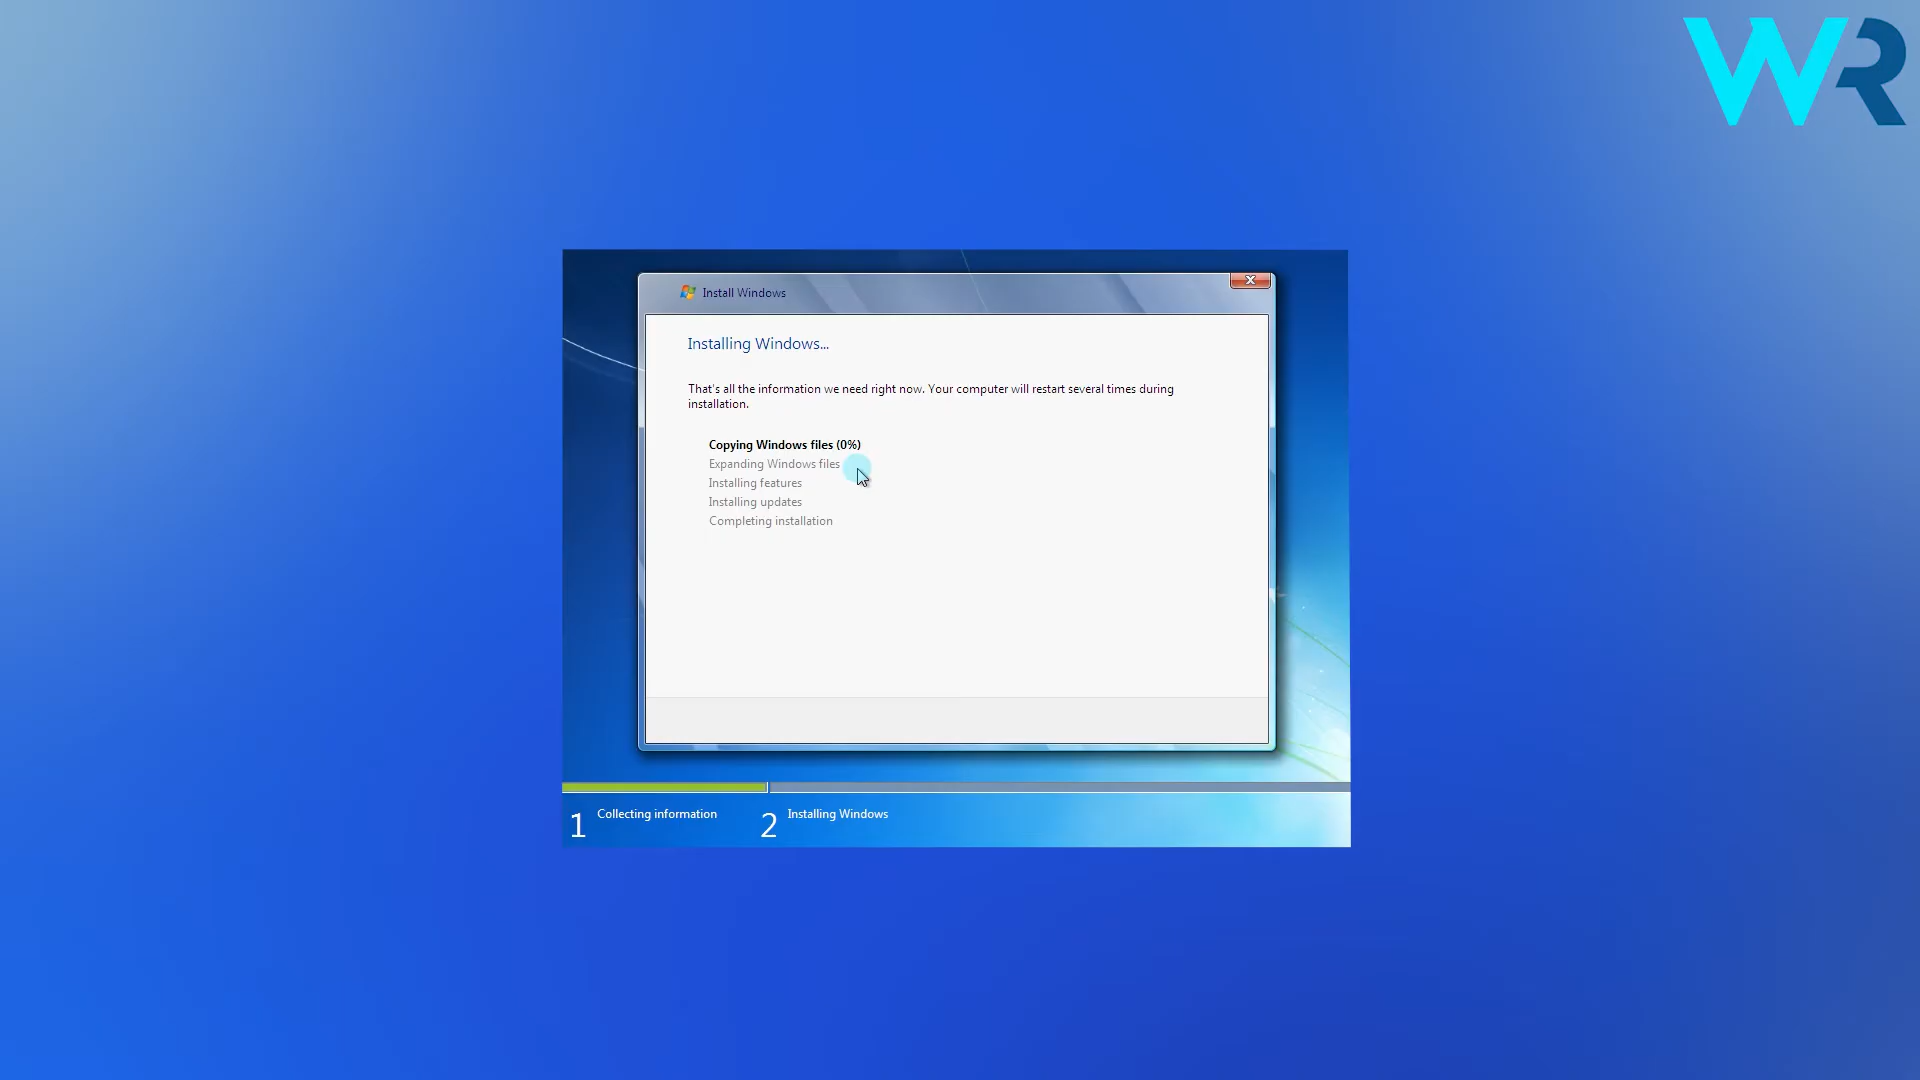 WR
Install Windows
Installing Windows...
That's all the information we need right now. Your computer will restart several times during
installation.
Copying Windows files (0%)
Expanding Windows files
Installing features
Installing updates
Completing installation
1 Collecting information 2 Installing Windows